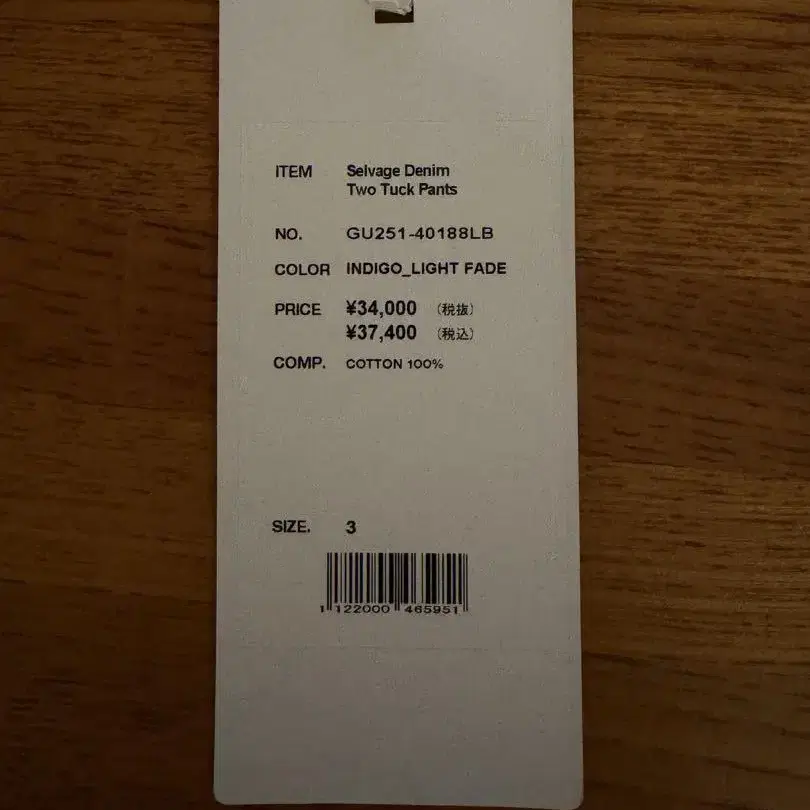 ITEM Selvage Denim
Two Tuck Pants
NO. GU251-40188LB
COLOR INDIGO_LIGHT FADE
PRICE ¥34,000 (税抜)
¥37,400 (税込)
COMP. COTTON 100%
SIZE. 3
1 122000 465951